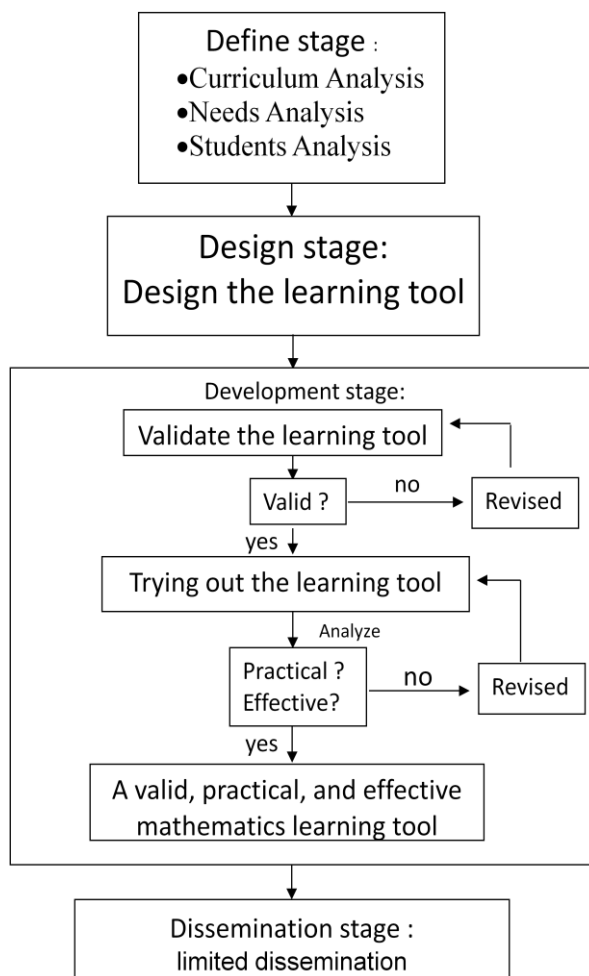 Define stage :
•Curriculum Analysis
•Needs Analysis
•Students Analysis
Design stage:
Design the learning tool
Development stage:
Validate the learning tool
Valid ?
no
Revised
yes
Trying out the learning tool
Analyze
Practical ?
Effective?
no
Revised
yes
A valid, practical, and effective
mathematics learning tool
Dissemination stage :
limited dissemination